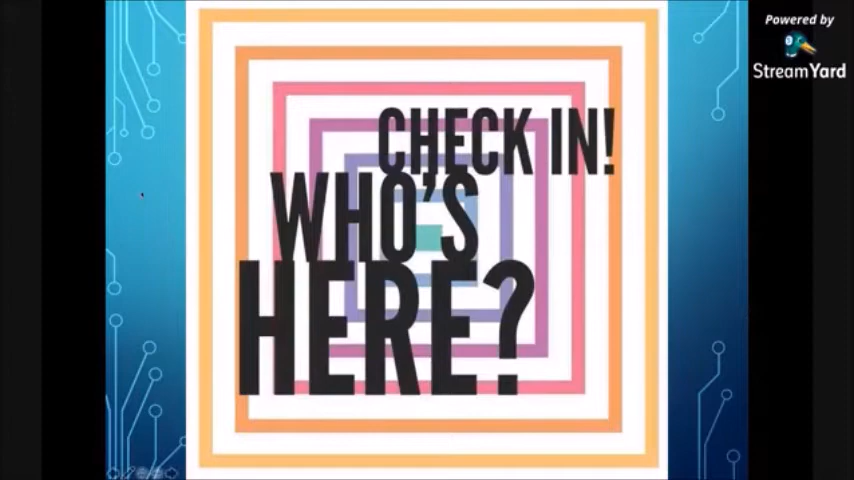 Powered by
StreamYard
CHECK IN!
WHO'S
HERE?